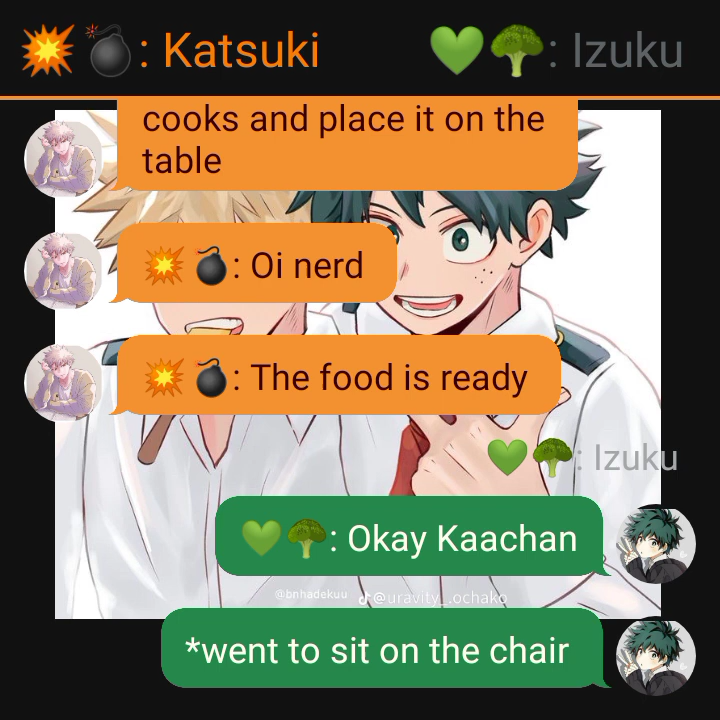 💥💣: Katsuki
💚🥦: Izuku
cooks and place it on the
table
💥💣: Oi nerd
💥💣: The food is ready
💚🥦: Izuku
💚🥦: Okay Kaachan
@bnhadekuu @uravity_.ochako
*went to sit on the chair